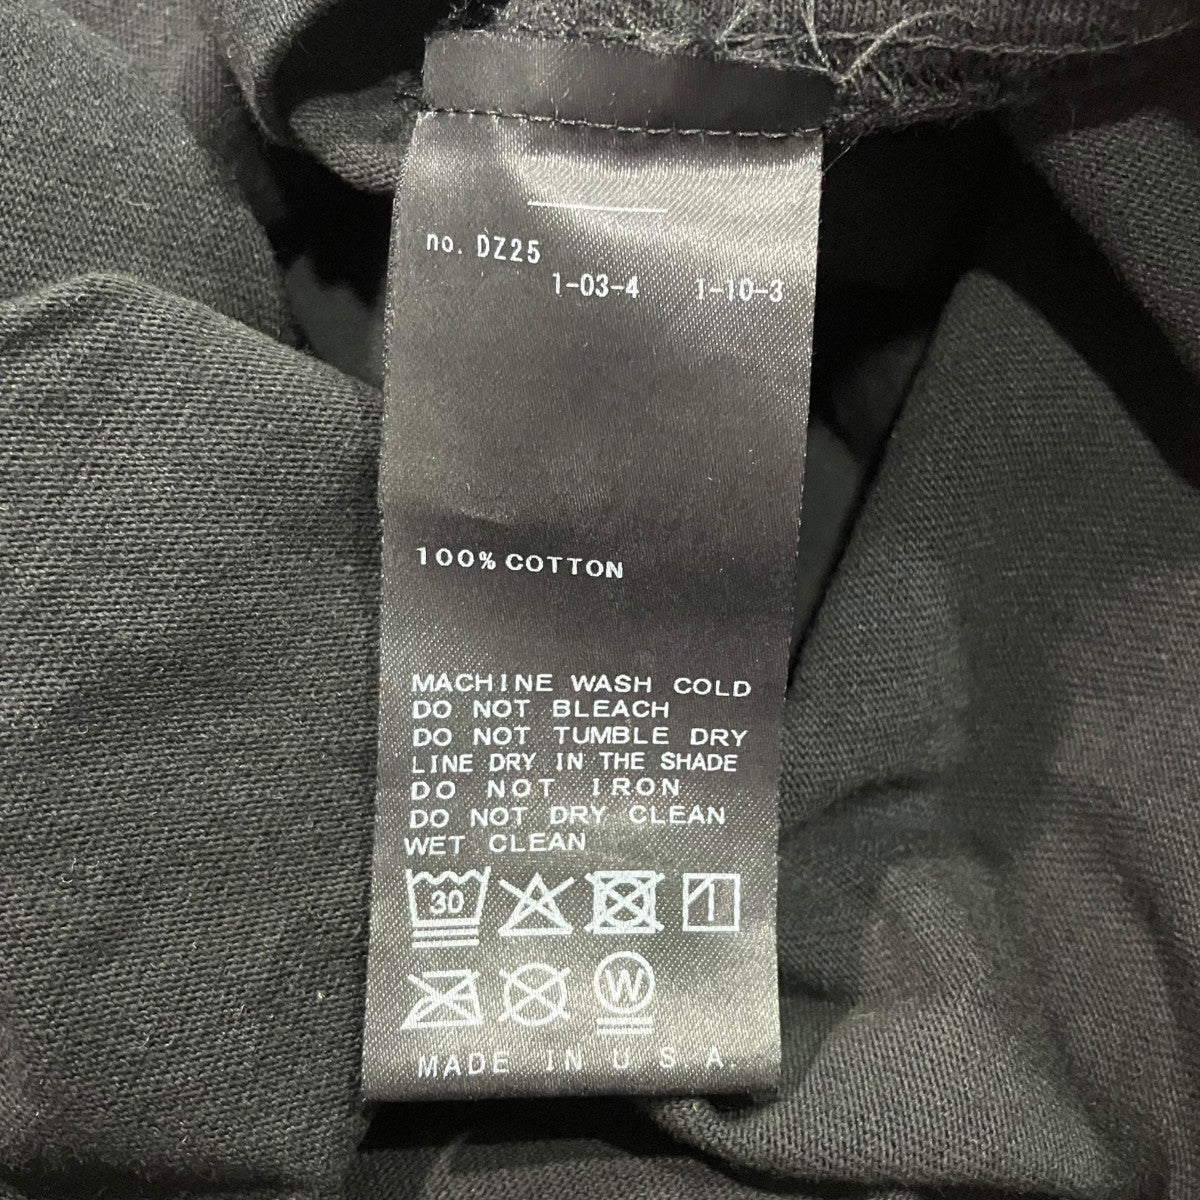 no. DZ25
1-03-4 1-10-3
100% COTTON
MACHINE WASH COLD
DO NOT BLEACH
DO NOT TUMBLE DRY
LINE DRY IN THE SHADE
DO NOT IRON
DO NOT DRY CLEAN
WET CLEAN
30
W
MADE IN U S A.